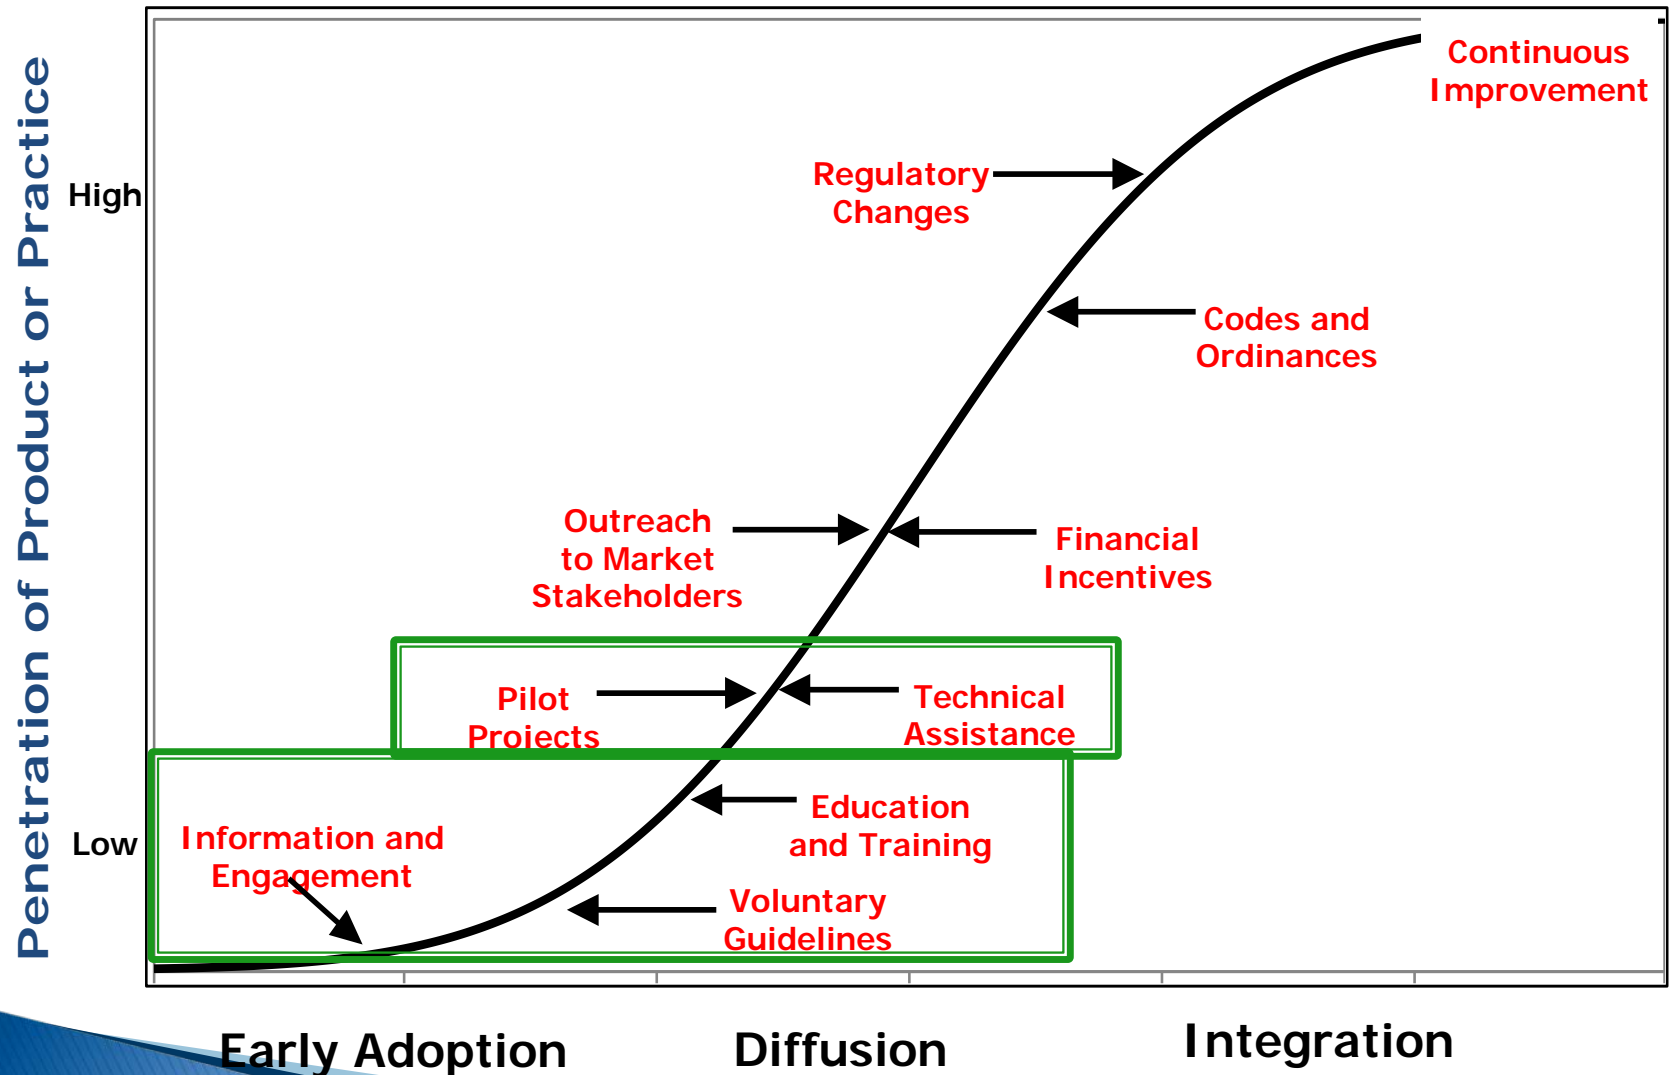 Penetration of Product or Practice
Continuous
Improvement
High
Regulatory
Changes
Codes and
Ordinances
Outreach
to Market
Stakeholders
Financial
Incentives
Pilot
Projects
Technical
Assistance
Education
and Training
Low
Information and
Engagement
Voluntary
Guidelines
Early Adoption
Diffusion
Integration